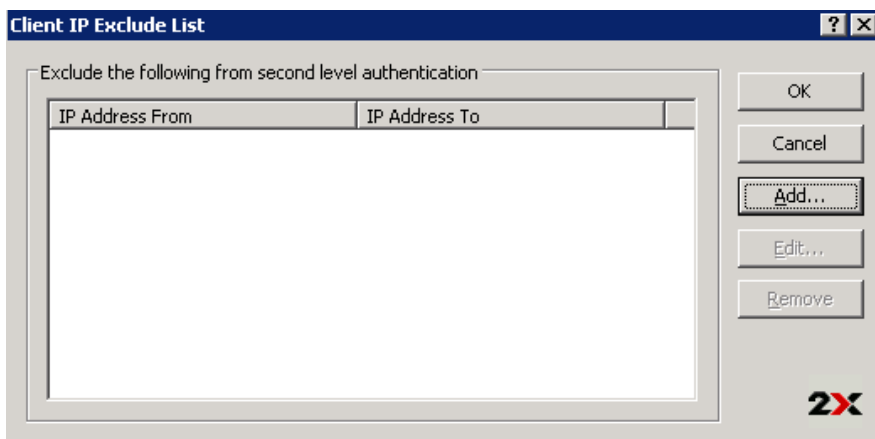 Client IP Exclude List
Exclude the following from second level authentication
IP Address From IP Address To
OK
Cancel
Add...
Edit...
Remove
2X